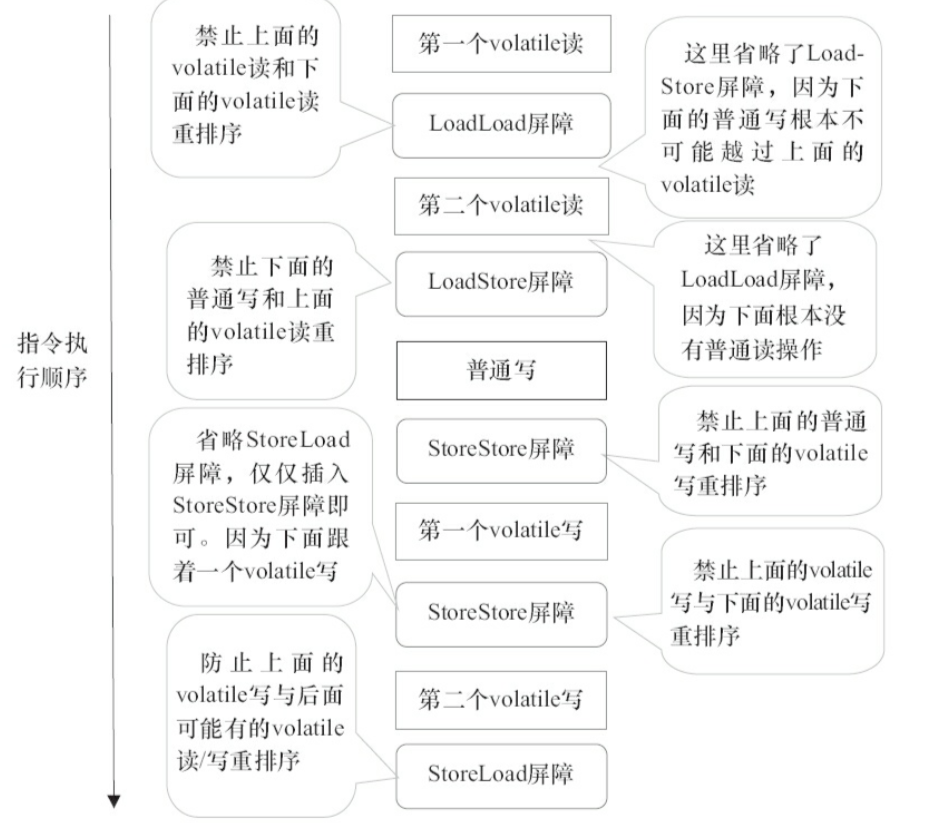 禁止上面的
volatile读和下
面的volatile读
重排序
第一个volatile读
这里省略了Load-
Store屏障，因为下
面的普通写根本不
可能越过上面的
volatile读
LoadLoad屏障
第二个volatile读
这里省略了
LoadLoad屏障，
因为下面根本没
有普通读操作
禁止下面的
普通写和上面
的volatile读重
排序
LoadStore屏障
指令执
行顺序
普通写
禁止上面的普通
写和下面的volatile
写重排序
省略StoreLoad
屏障，仅仅插入
StoreStore屏障即
可。因为下面跟
着一个volatile写
StoreStore屏障
第一个volatile写
禁止上面的volatile
写与下面的volatile写
重排序
StoreStore屏障
防止上面的
volatile写与后面
可能有的volatile
读/写重排序
第二个volatile写
StoreLoad屏障